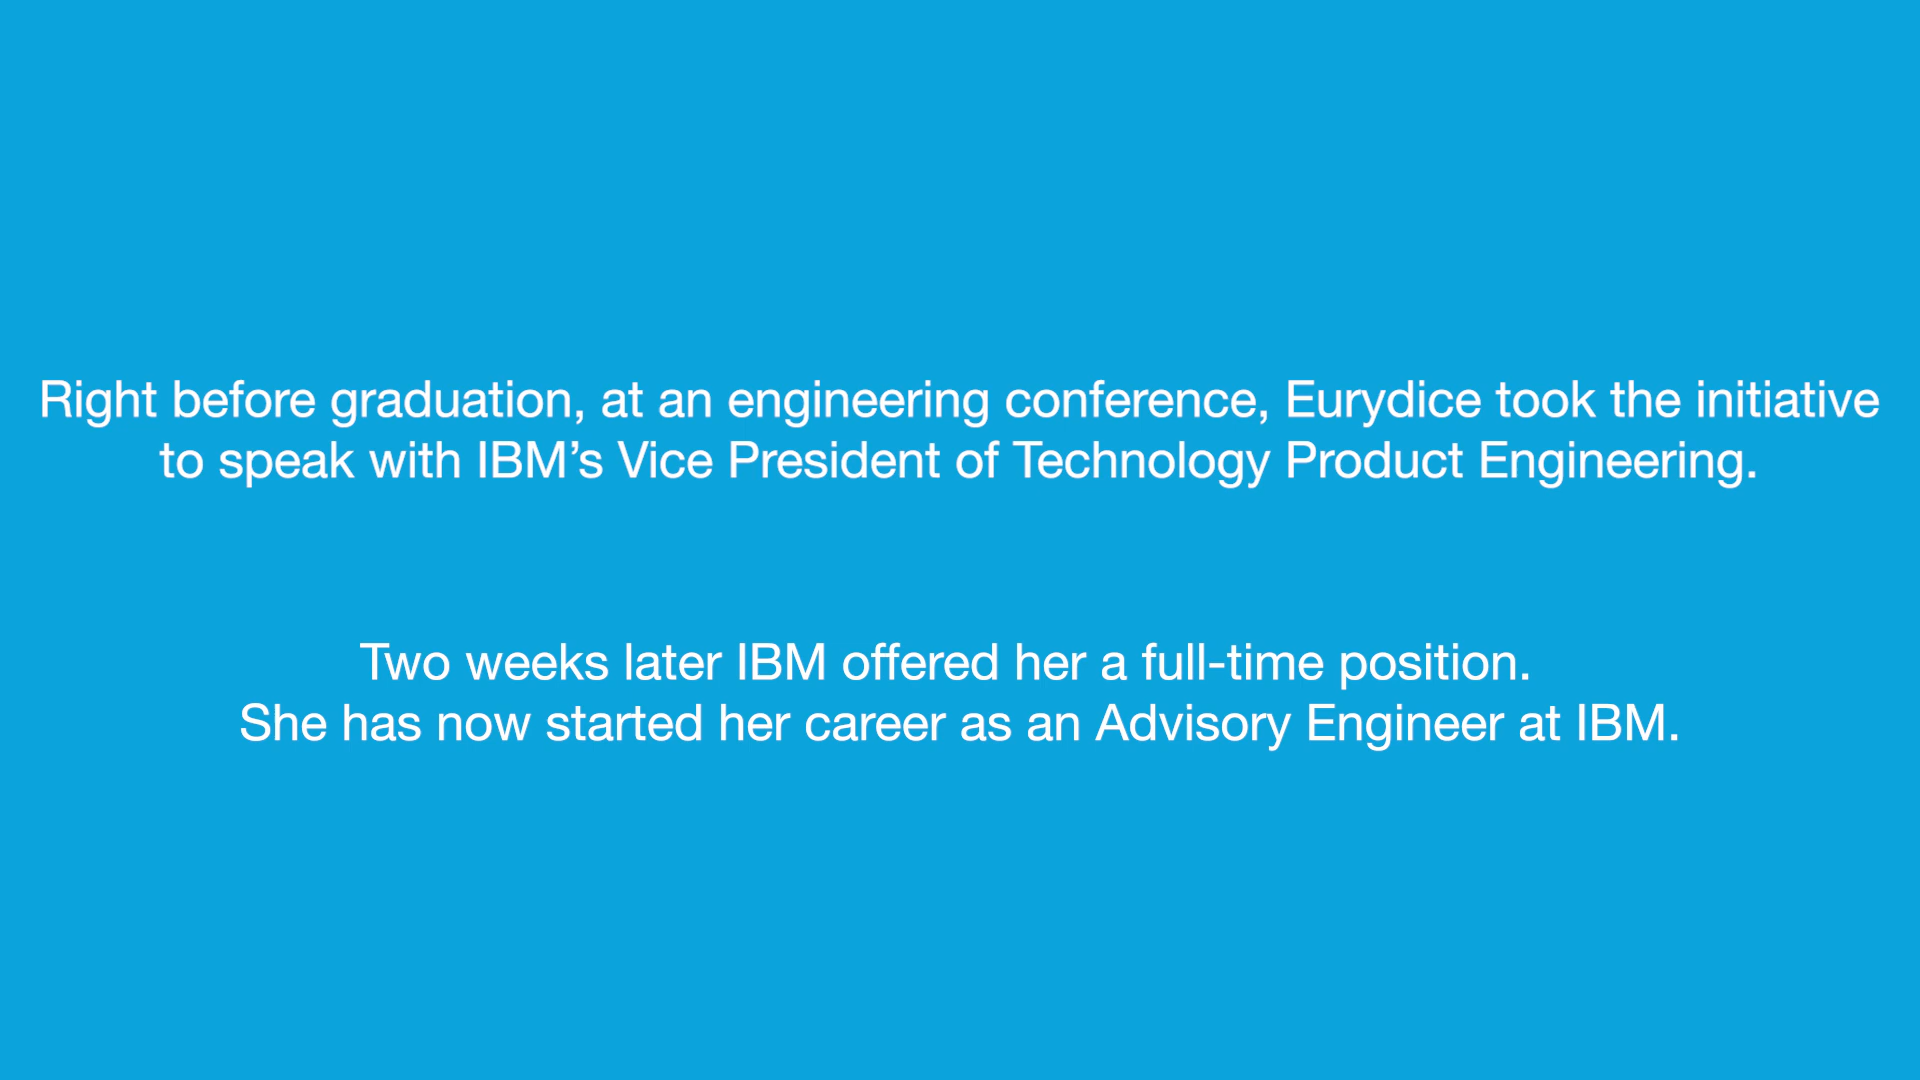 Right before graduation, at an engineering conference, Eurydice took the initiative
to speak with IBM’s Vice President of Technology Product Engineering.
Two weeks later IBM offered her a full-time position.
She has now started her career as an Advisory Engineer at IBM.